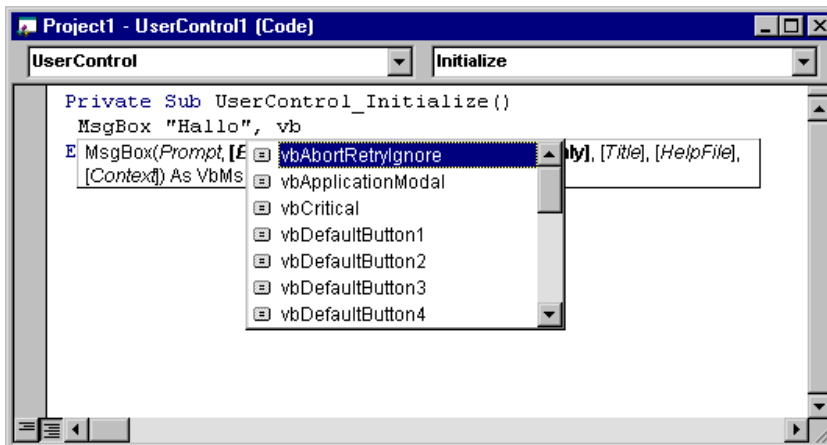 Project1 - UserControl1 (Code)
UserControl Initialize
Private Sub UserControl_Initialize()
MsgBox "Hallo", vb
E MsgBox(Prompt, [ ly], [Title], [HelpFile],
[Context]) As VbMs
vbAbortRetryIgnore
vbApplicationModal
vbCritical
vbDefaultButton1
vbDefaultButton2
vbDefaultButton3
vbDefaultButton4